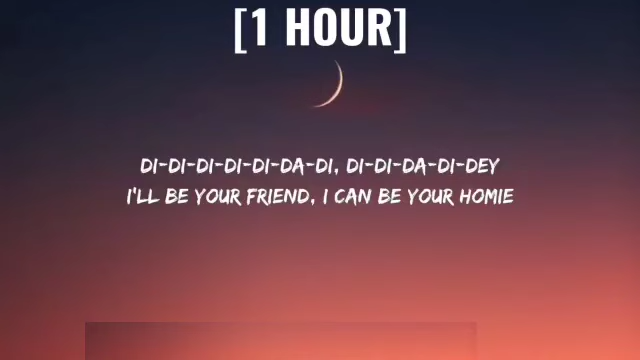 [1 HOUR]
DI-DI-DI-DI-DI-DA-DI, DI-DI-DA-DI-DEY
I'LL BE YOUR FRIEND, I CAN BE YOUR HOMIE